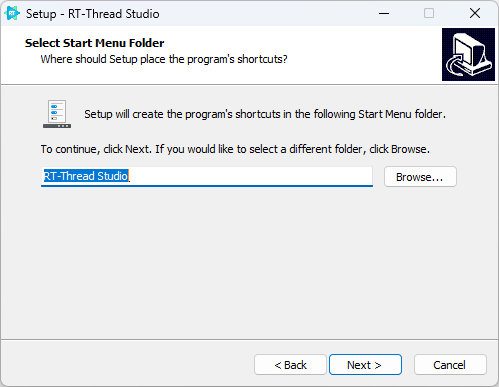 Setup - RT-Thread Studio
Select Start Menu Folder
Where should Setup place the program's shortcuts?
Setup will create the program's shortcuts in the following Start Menu folder.
To continue, click Next. If you would like to select a different folder, click Browse.
RT-Thread Studio
Browse...
< Back
Next >
Cancel